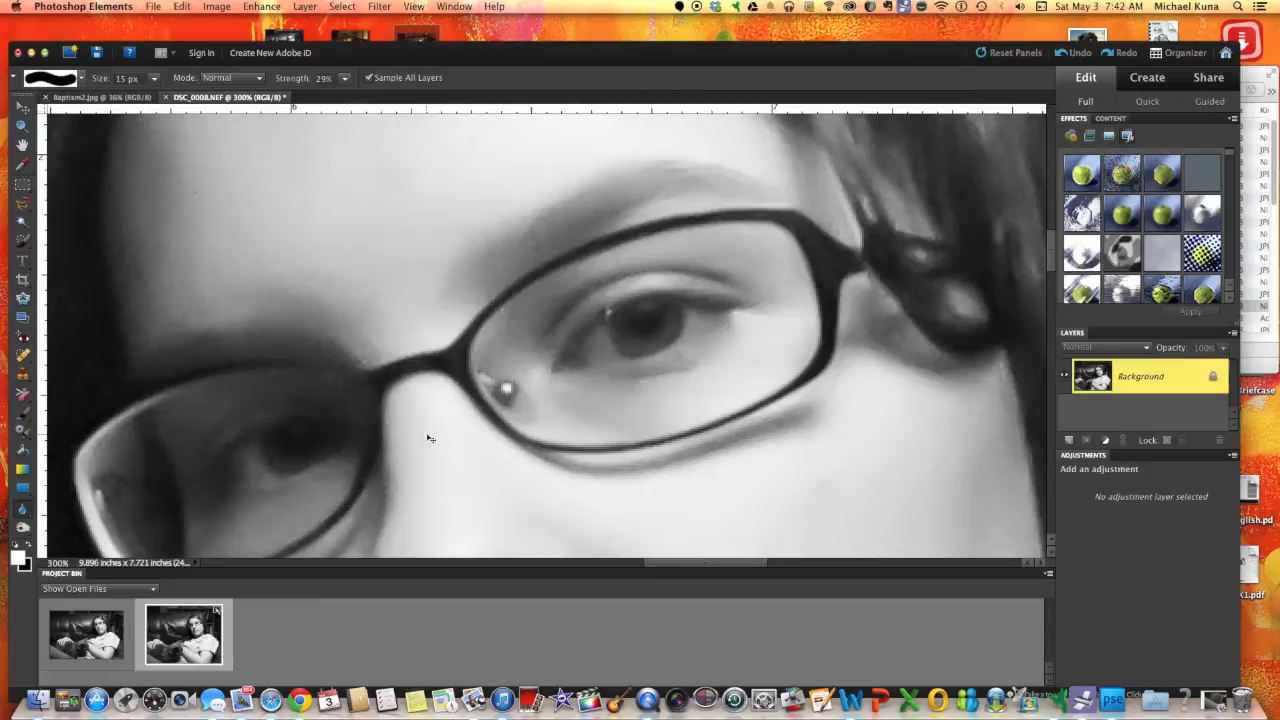 Photoshop Elements File Edit Image Enhance Layer Select Filter View Window Help Sat May 3 7:42 AM Michael Kuna
Sign In Create New Adobe ID Reset Panels Undo Redo Organizer
Size: 15 px Mode: Normal Strength: 29% Sample All Layers
Edit Create Share
Baptism2.jpg @ 36% (RGB/8) DSC_0008.NEF @ 300% (RGB/8) *
Full Quick Guided
EFFECTS CONTENT
Apply
LAYERS
Normal Opacity: 100%
Background
Lock:
ADJUSTMENTS
Add an adjustment
No adjustment layer selected
300% 9.896 inches x 7.721 inches (24...
PROJECT BIN
Show Open Files